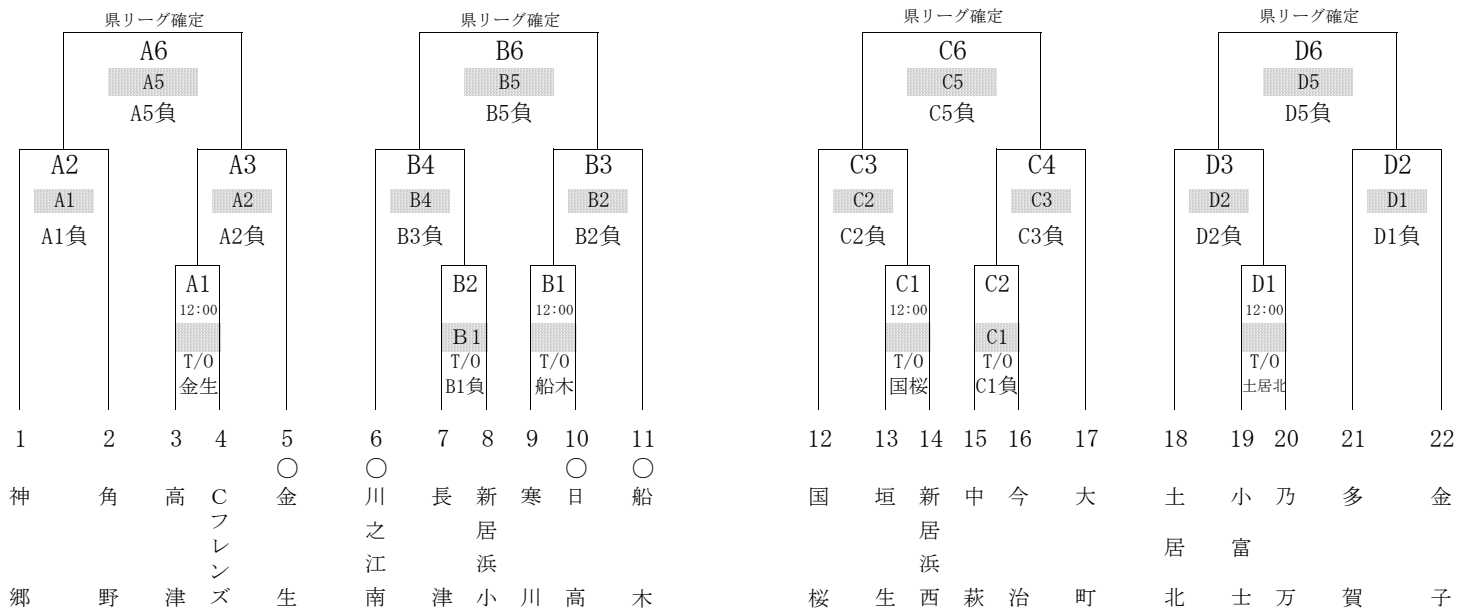 県リーグ確定 県リーグ確定 県リーグ確定 県リーグ確定
A6 B6 C6 D6
A5 B5 C5 D5
A5負 B5負 C5負 D5負
A2 A3 B4 B3 C3 C4 D3 D2
A1 A2 B4 B2 C2 C3 D2 D1
A1負 A2負 B3負 B2負 C2負 C3負 D2負 D1負
A1 B2 B1 C1 C2 D1
12:00 12:00 12:00 12:00
B1 C1
T/O T/O T/O T/O T/O T/O
金生 B1負 船木 国桜 C1負 土居北
1 2 3 4 5 6 7 8 9 10 11 12 13 14 15 16 17 18 19 20 21 22
○ ○ ○ ○
神郷
角野
高津
Cフレンズ
金生
川之江南
長津
新居浜小
寒川
日高
船木
国桜
垣生
新居浜西
中萩
今治
大町
土居北
小富士
乃万
多賀
金子